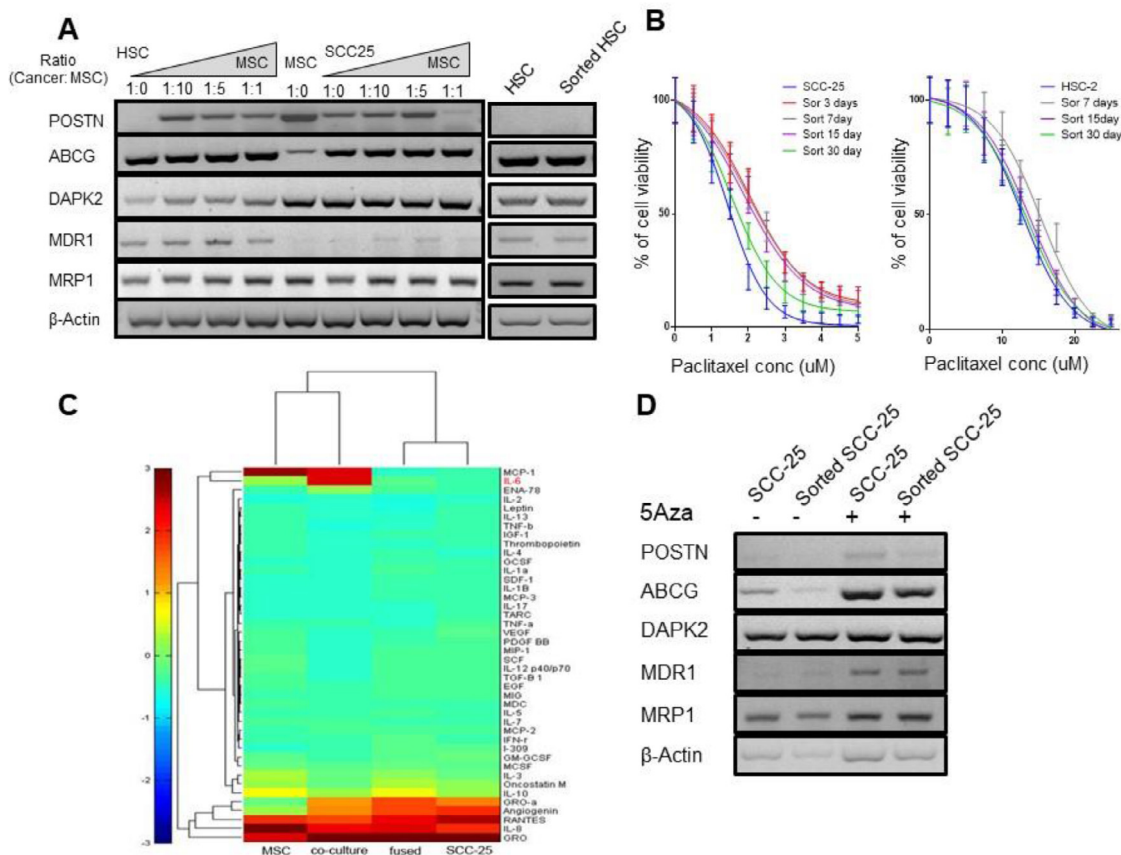 A
Ratio
(Cancer: MSC)
HSC
MSC
MSC
SCC25
MSC
1:0 1:10 1:5 1:1 1:0 1:0 1:10 1:5 1:1
HSC
Sorted HSC
POSTN
ABCG
DAPK2
MDR1
MRP1
β-Actin
B
% of cell viability
100
50
0
0 1 2 3 4 5
Paclitaxel conc (uM)
SCC-25
Sor 3 days
Sort 7day
Sort 15 day
Sort 30 day
% of cell viability
100
50
0
0 10 20
Paclitaxel conc (uM)
HSC-2
Sor 7 days
Sort 15day
Sort 30 day
C
3
2
1
0
-1
-2
-3
MCP-1
IL-6
ENA-78
IL-2
Leptin
IL-13
TNF-b
IGF-1
Thrombopoietin
IL-4
GCSF
IL-1a
SDF-1
IL-1B
MCP-3
IL-17
TARC
TNF-a
VEGF
PDGF BB
MIP-1
SCF
IL-12 p40/p70
TGF-B 1
EGF
MIG
MDC
IL-5
IL-7
MCP-2
IFN-r
I-309
GM-GCSF
MCSF
IL-3
Oncostatin M
IL-10
GRO-a
Angiogenin
RANTES
IL-8
GRO
MSC co-culture fused SCC-25
D
SCC-25
Sorted SCC-25
SCC-25
Sorted SCC-25
5Aza - - + +
POSTN
ABCG
DAPK2
MDR1
MRP1
β-Actin